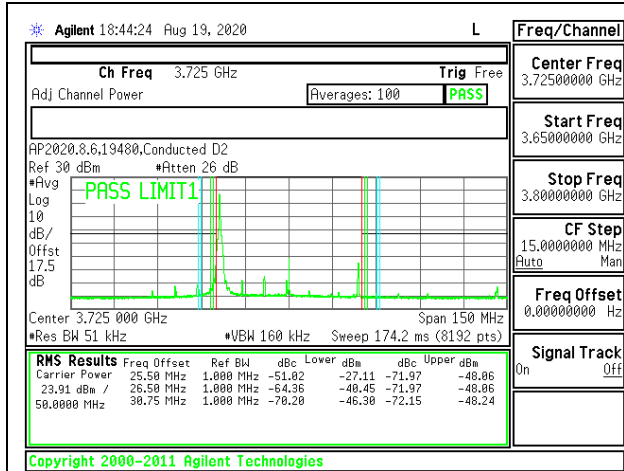 Agilent 18:44:24 Aug 19, 2020 L
Freq/Channel
Ch Freq 3.725 GHz Trig Free
Adj Channel Power Averages: 100 PASS
AP2020.8.6,19480,Conducted D2
Ref 30 dBm #Atten 26 dB
#Avg
Log
10
dB/
Offst
17.5
dB
PASS LIMIT1
Center 3.725 000 GHz Span 150 MHz
#Res BW 51 kHz #VBW 160 kHz Sweep 174.2 ms (8192 pts)
RMS Results Freq Offset Ref BW dBc Lower dBm dBc Upper dBm
Carrier Power 25.50 MHz 1.000 MHz -51.02 -27.11 -71.97 -48.06
23.91 dBm / 26.50 MHz 1.000 MHz -64.36 -40.45 -71.97 -48.06
50.0000 MHz 30.75 MHz 1.000 MHz -70.20 -46.30 -72.15 -48.24
Center Freq
3.72500000 GHz
Start Freq
3.65000000 GHz
Stop Freq
3.80000000 GHz
CF Step
15.0000000 MHz
Auto Man
Freq Offset
0.00000000 Hz
Signal Track
On Off
Copyright 2000-2011 Agilent Technologies